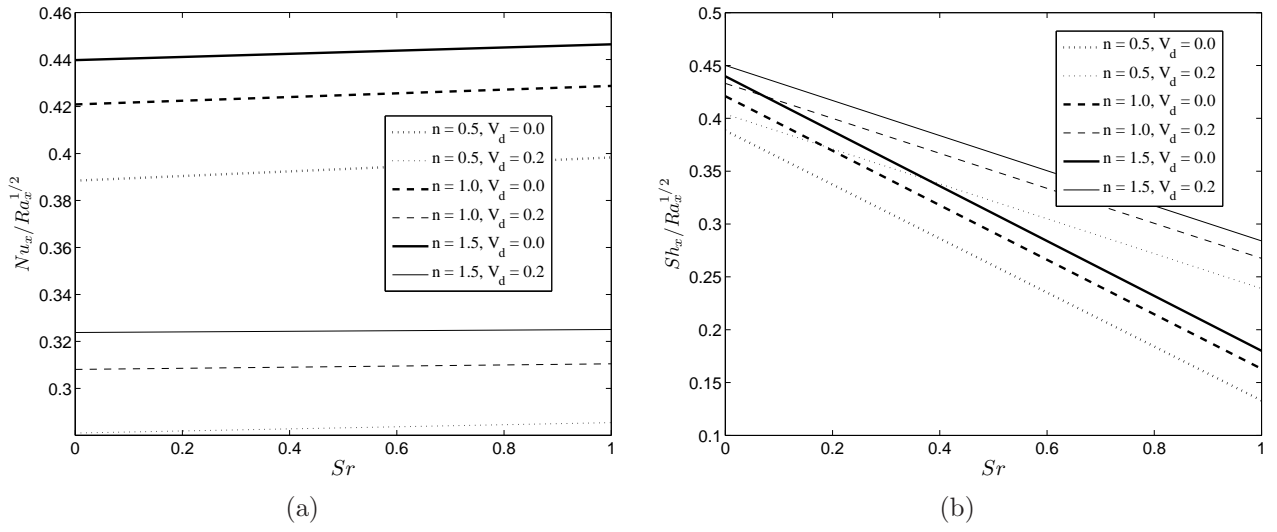 0.46
0.44
0.42
0.4
0.38
0.36
0.34
0.32
0.3
0
0.2
0.4
0.6
0.8
1
Nu_x/Ra_x^{1/2}
Sr
n = 0.5, V_d = 0.0
n = 0.5, V_d = 0.2
n = 1.0, V_d = 0.0
n = 1.0, V_d = 0.2
n = 1.5, V_d = 0.0
n = 1.5, V_d = 0.2
(a)
0.5
0.45
0.4
0.35
0.3
0.25
0.2
0.15
0.1
0
0.2
0.4
0.6
0.8
1
Sh_x/Ra_x^{1/2}
Sr
n = 0.5, V_d = 0.0
n = 0.5, V_d = 0.2
n = 1.0, V_d = 0.0
n = 1.0, V_d = 0.2
n = 1.5, V_d = 0.0
n = 1.5, V_d = 0.2
(b)